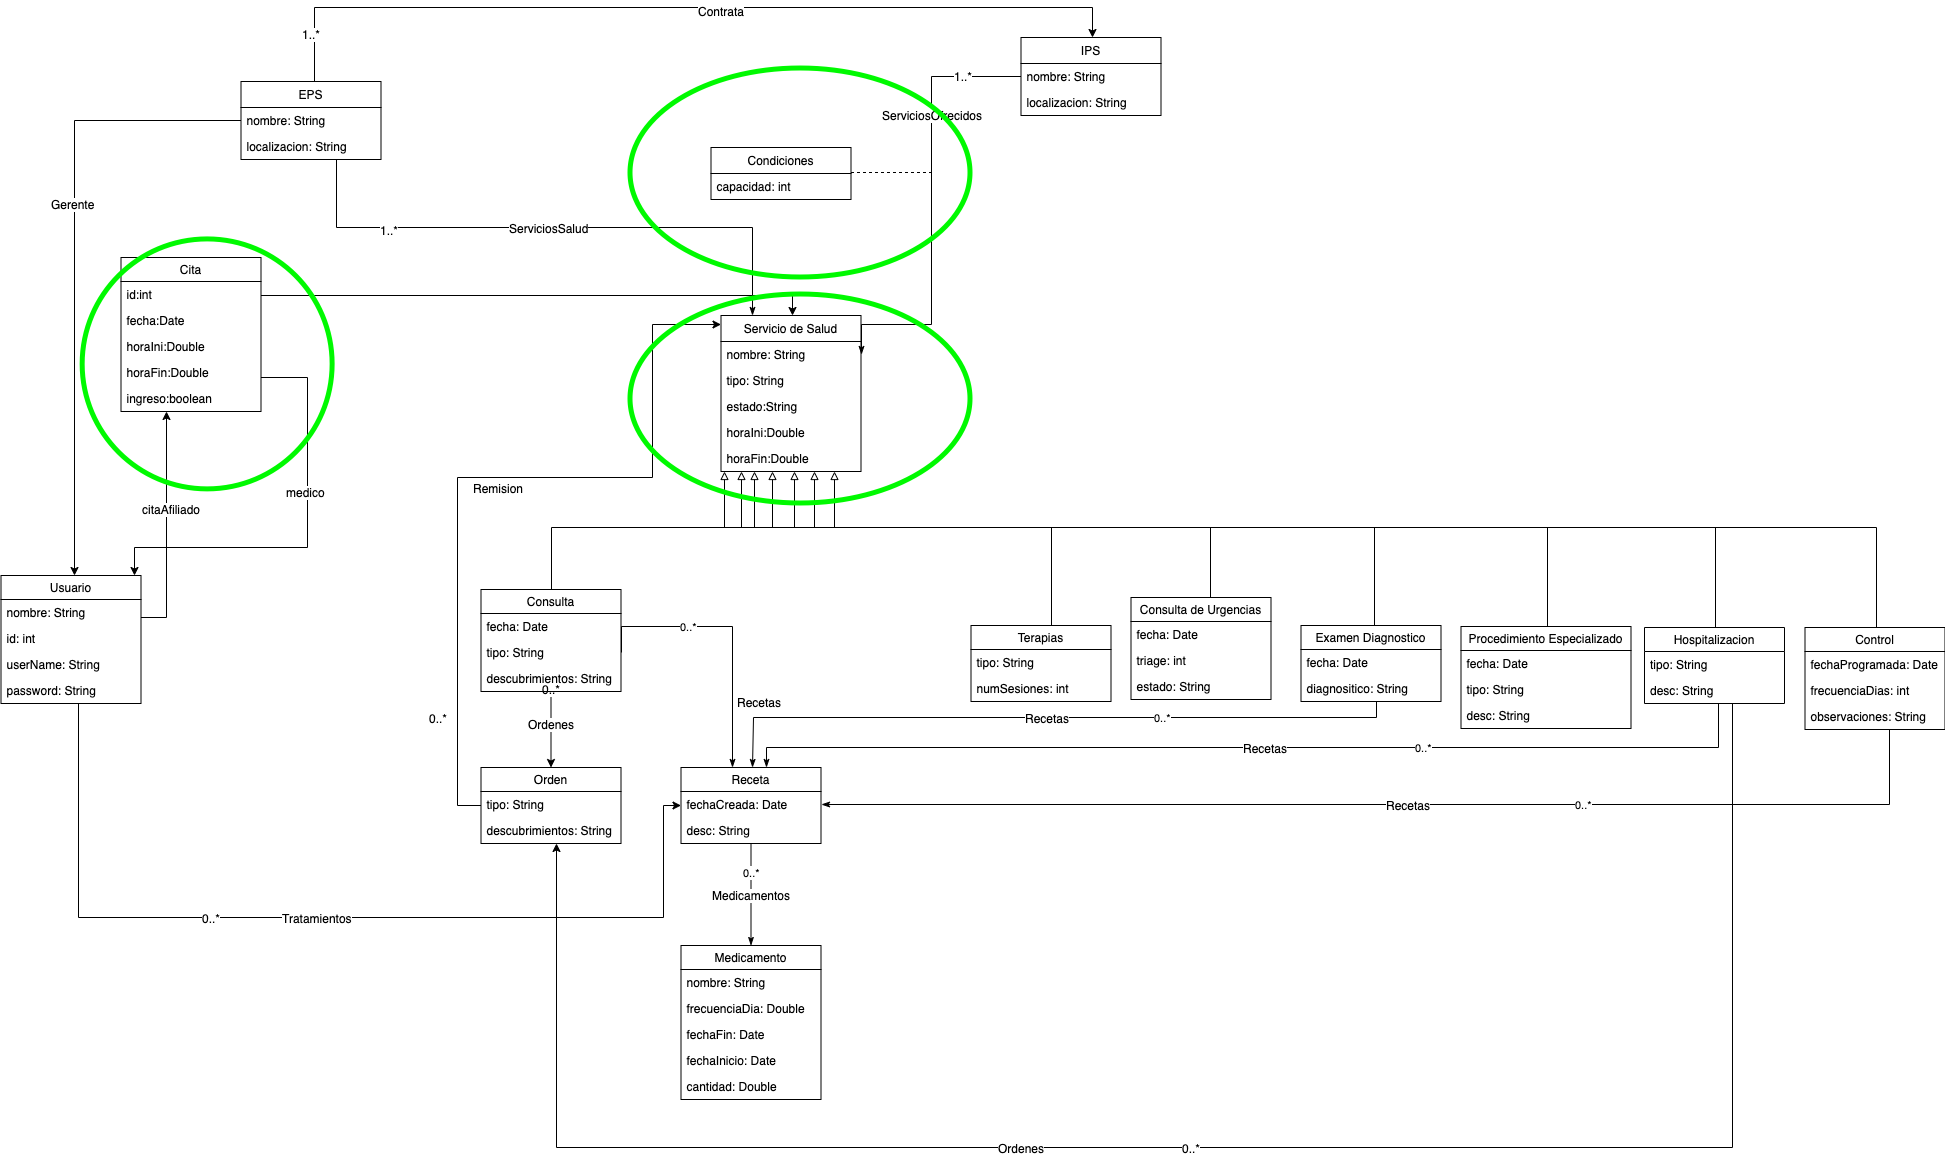 Contrata
1..*
IPS
nombre: String
localizacion: String
1..*
ServiciosOfrecidos
EPS
nombre: String
localizacion: String
Condiciones
capacidad: int
Gerente
1..*
ServiciosSalud
Cita
id:int
fecha:Date
horaIni:Double
horaFin:Double
ingreso:boolean
Servicio de Salud
nombre: String
tipo: String
estado:String
horaIni:Double
horaFin:Double
Remision
medico
citaAfiliado
Usuario
nombre: String
id: int
userName: String
password: String
Consulta
fecha: Date
tipo: String
descubrimientos: String
0..*
0..*
Ordenes
0..*
Recetas
Terapias
tipo: String
numSesiones: int
Consulta de Urgencias
fecha: Date
triage: int
estado: String
Examen Diagnostico
fecha: Date
diagnositico: String
Procedimiento Especializado
fecha: Date
tipo: String
desc: String
Hospitalizacion
tipo: String
desc: String
Control
fechaProgramada: Date
frecuenciaDias: int
observaciones: String
Recetas
0..*
Recetas
0..*
Recetas
0..*
Orden
tipo: String
descubrimientos: String
Receta
fechaCreada: Date
desc: String
0..*
Medicamentos
0..*
Tratamientos
Medicamento
nombre: String
frecuenciaDia: Double
fechaFin: Date
fechaInicio: Date
cantidad: Double
Ordenes
0..*